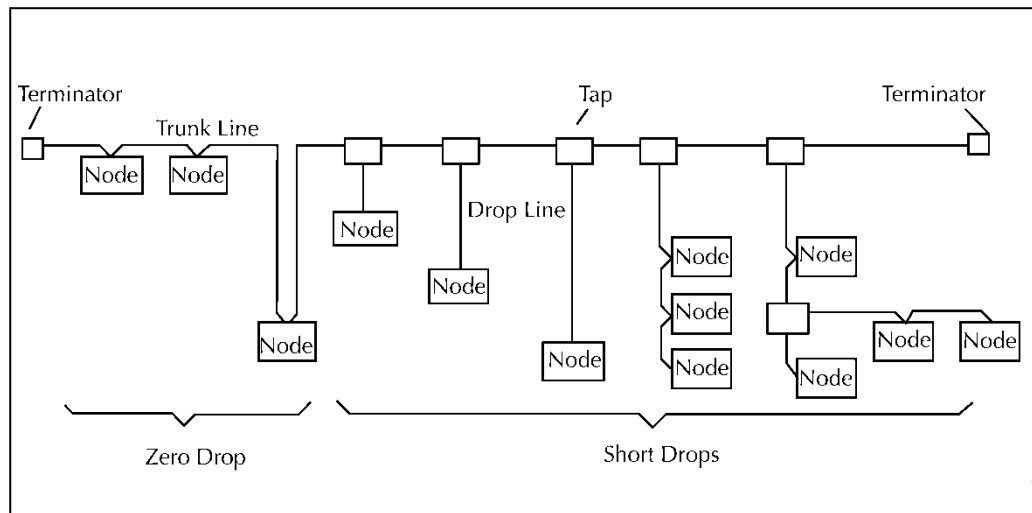 Terminator
Tap
Terminator
Trunk Line
Node
Node
Node
Drop Line
Node
Node
Node
Node
Node
Node
Node
Node
Node
Node
Node
Zero Drop
Short Drops